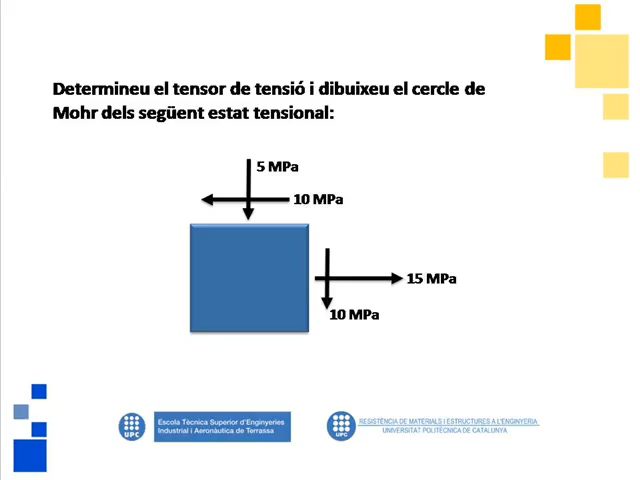 Determineu el tensor de tensió i dibuixeu el cercle de
Mohr dels següent estat tensional:
5 MPa
10 MPa
15 MPa
10 MPa
UPC
Escola Tècnica Superior d'Enginyeries
Industrial i Aeronàutica de Terrassa
UPC
RESISTÈNCIA DE MATERIALS I ESTRUCTURES A L'ENGINYERIA
UNIVERSITAT POLITÈCNICA DE CATALUNYA